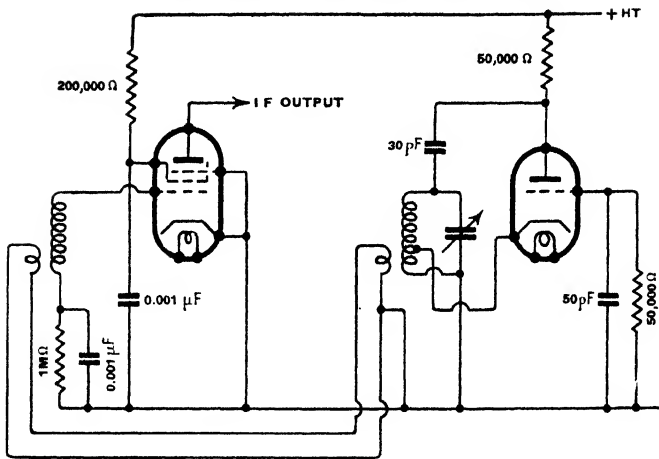 + HT
200,000 Ω
50,000 Ω
I F OUTPUT
30 pF
0.001 µF
1MΩ
0.001 µF
50pF
50,000 Ω